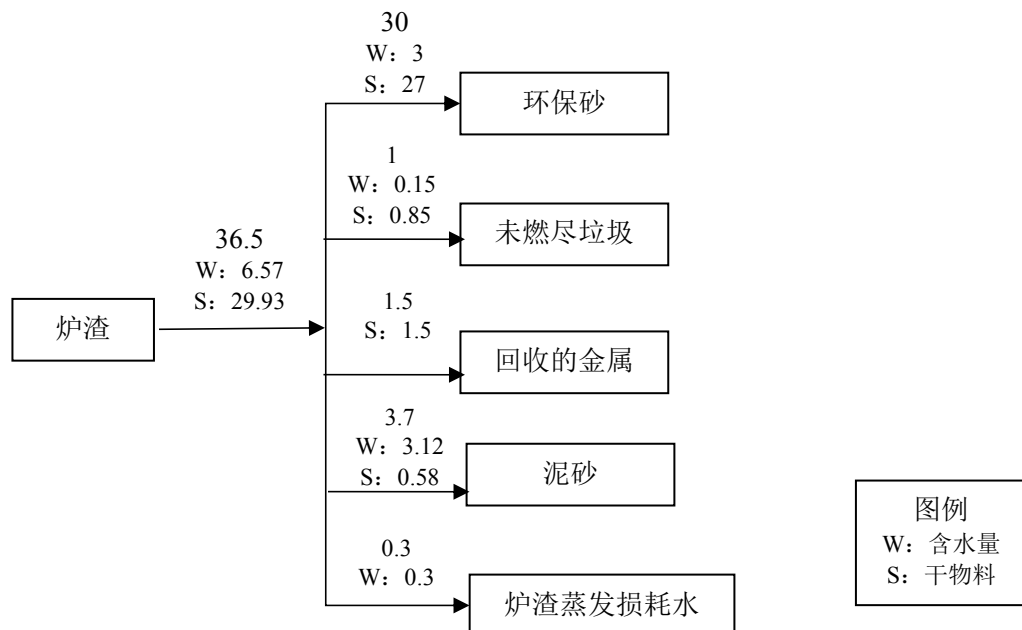 30
W：3
S：27
环保砂
1
W：0.15
S：0.85
未燃尽垃圾
36.5
W：6.57
S：29.93
炉渣
1.5
S：1.5
回收的金属
3.7
W：3.12
S：0.58
泥砂
0.3
W：0.3
炉渣蒸发损耗水
图例
W：含水量
S：干物料